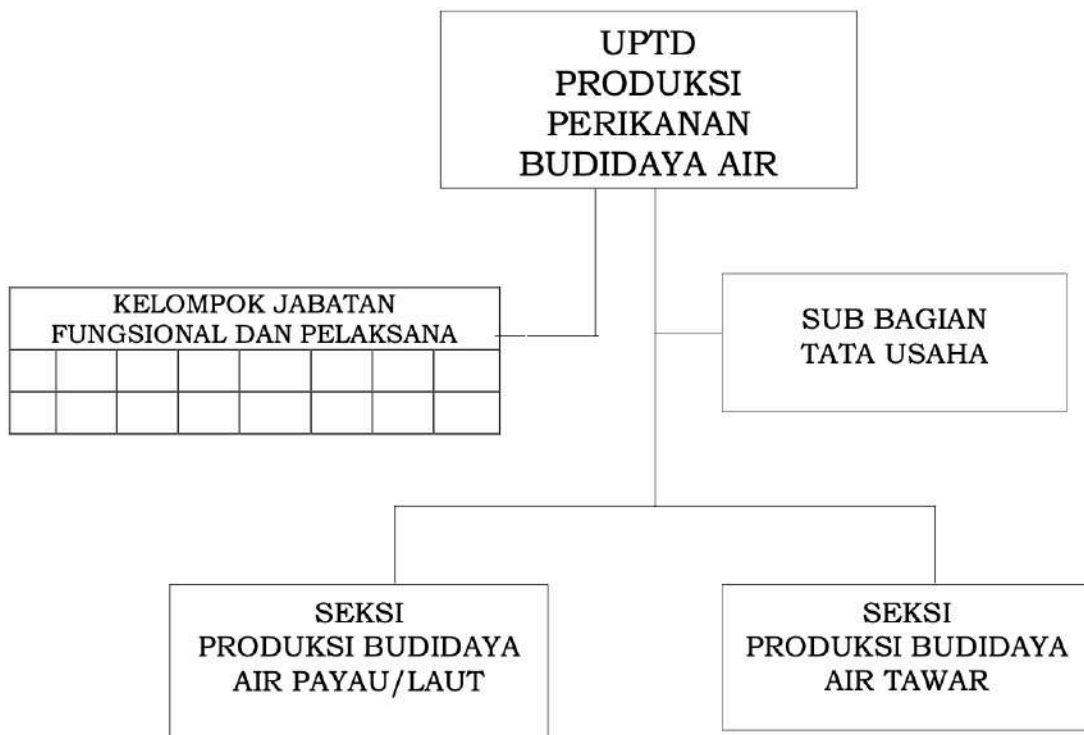 UPTD
PRODUKSI
PERIKANAN
BUDIDAYA AIR
KELOMPOK JABATAN
FUNGSIONAL DAN PELAKSANA
SUB BAGIAN
TATA USAHA
SEKSI
PRODUKSI BUDIDAYA
AIR PAYAU/LAUT
SEKSI
PRODUKSI BUDIDAYA
AIR TAWAR